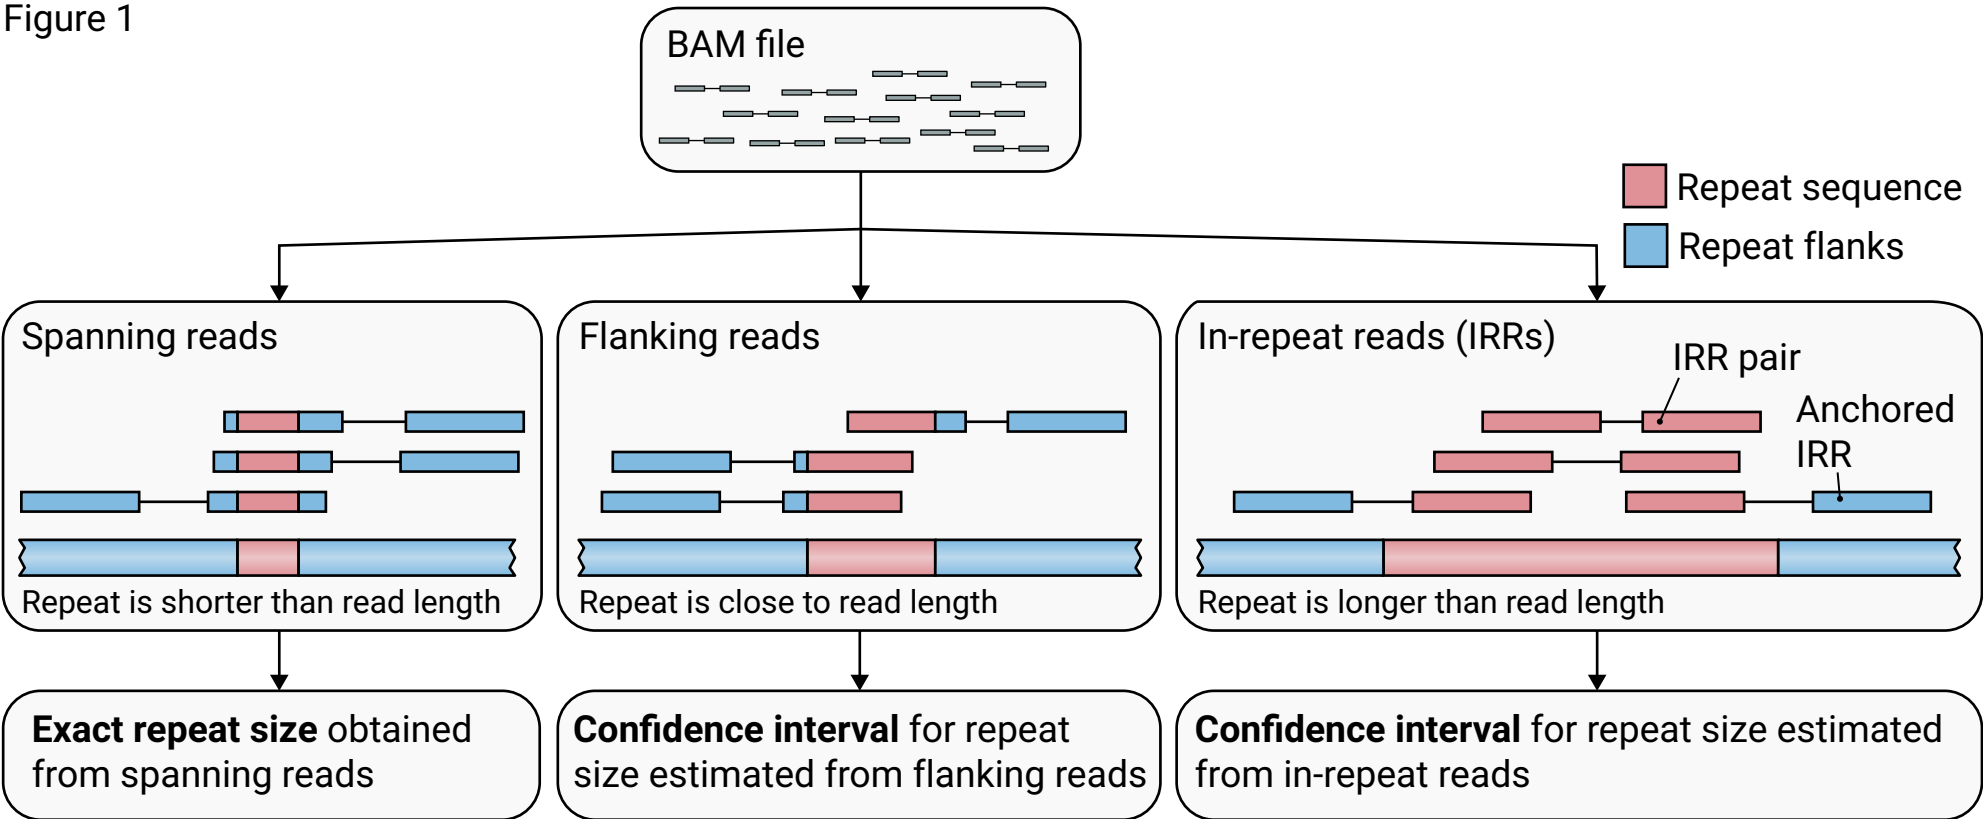 Figure 1
BAM file
Repeat sequence
Repeat flanks
Spanning reads
Repeat is shorter than read length
Flanking reads
Repeat is close to read length
In-repeat reads (IRRs)
IRR pair
Anchored
IRR
Repeat is longer than read length
Exact repeat size obtained
from spanning reads
Confidence interval for repeat
size estimated from flanking reads
Confidence interval for repeat size estimated
from in-repeat reads